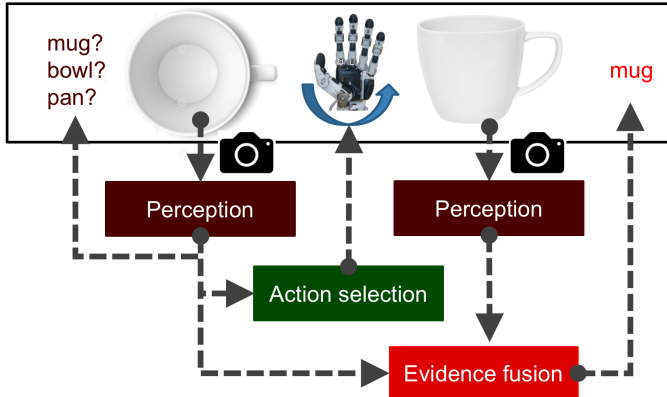 mug?
bowl?
pan?
mug
Perception
Perception
Action selection
Evidence fusion